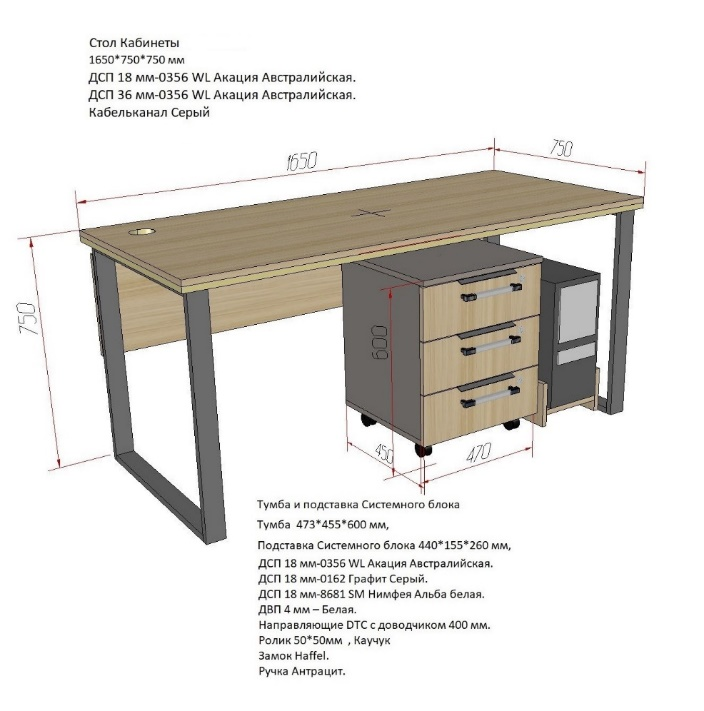 Стол Кабинеты
1650*750*750 мм
ДСП 18 мм-0356 WL Акация Австралийская.
ДСП 36 мм-0356 WL Акация Австралийская.
Кабельканал Серый
1650
750
750
600
450
470
Тумба и подставка Системного блока
Тумба 473*455*600 мм,
Подставка Системного блока 440*155*260 мм,
ДСП 18 мм-0356 WL Акация Австралийская.
ДСП 18 мм-0162 Графит Серый.
ДСП 18 мм-8681 SM Нимфея Альба белая.
ДВП 4 мм – Белая.
Направляющие DTC с доводчиком 400 мм.
Ролик 50*50мм , Каучук
Замок Haffel.
Ручка Антрацит.